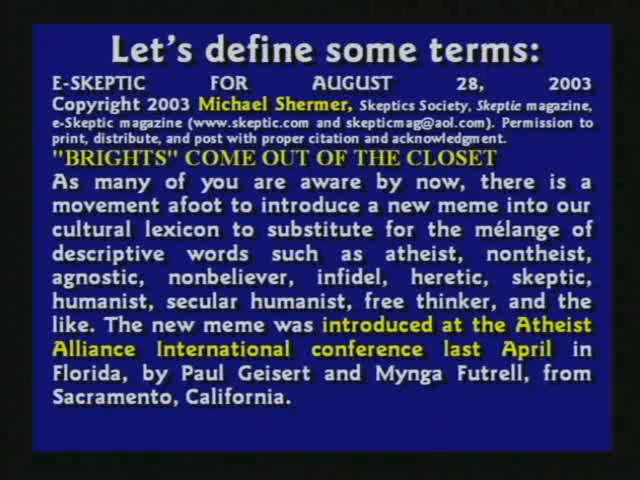 Let's define some terms:
E-SKEPTIC FOR AUGUST 28, 2003
Copyright 2003 Michael Shermer, Skeptics Society, Skeptic magazine,
e-Skeptic magazine (www.skeptic.com and skepticmag@aol.com). Permission to
print, distribute, and post with proper citation and acknowledgment.
"BRIGHTS" COME OUT OF THE CLOSET
As many of you are aware by now, there is a
movement afoot to introduce a new meme into our
cultural lexicon to substitute for the mélange of
descriptive words such as atheist, nontheist,
agnostic, nonbeliever, infidel, heretic, skeptic,
humanist, secular humanist, free thinker, and the
like. The new meme was introduced at the Atheist
Alliance International conference last April in
Florida, by Paul Geisert and Mynga Futrell, from
Sacramento, California.